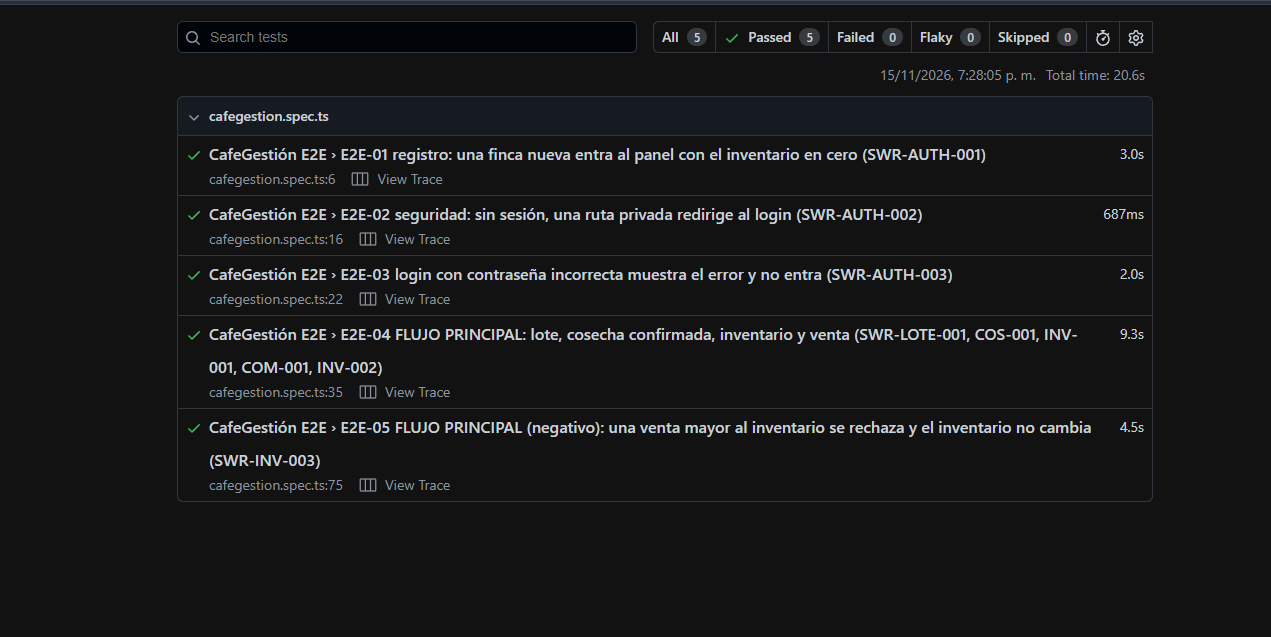 Search tests
All 5 Passed 5 Failed 0 Flaky 0 Skipped 0
15/11/2026, 7:28:05 p. m. Total time: 20.6s
cafegestion.spec.ts
CafeGestión E2E › E2E-01 registro: una finca nueva entra al panel con el inventario en cero (SWR-AUTH-001) 3.0s
cafegestion.spec.ts:6 View Trace
CafeGestión E2E › E2E-02 seguridad: sin sesión, una ruta privada redirige al login (SWR-AUTH-002) 687ms
cafegestion.spec.ts:16 View Trace
CafeGestión E2E › E2E-03 login con contraseña incorrecta muestra el error y no entra (SWR-AUTH-003) 2.0s
cafegestion.spec.ts:22 View Trace
CafeGestión E2E › E2E-04 FLUJO PRINCIPAL: lote, cosecha confirmada, inventario y venta (SWR-LOTE-001, COS-001, INV- 9.3s
001, COM-001, INV-002)
cafegestion.spec.ts:35 View Trace
CafeGestión E2E › E2E-05 FLUJO PRINCIPAL (negativo): una venta mayor al inventario se rechaza y el inventario no cambia 4.5s
(SWR-INV-003)
cafegestion.spec.ts:75 View Trace